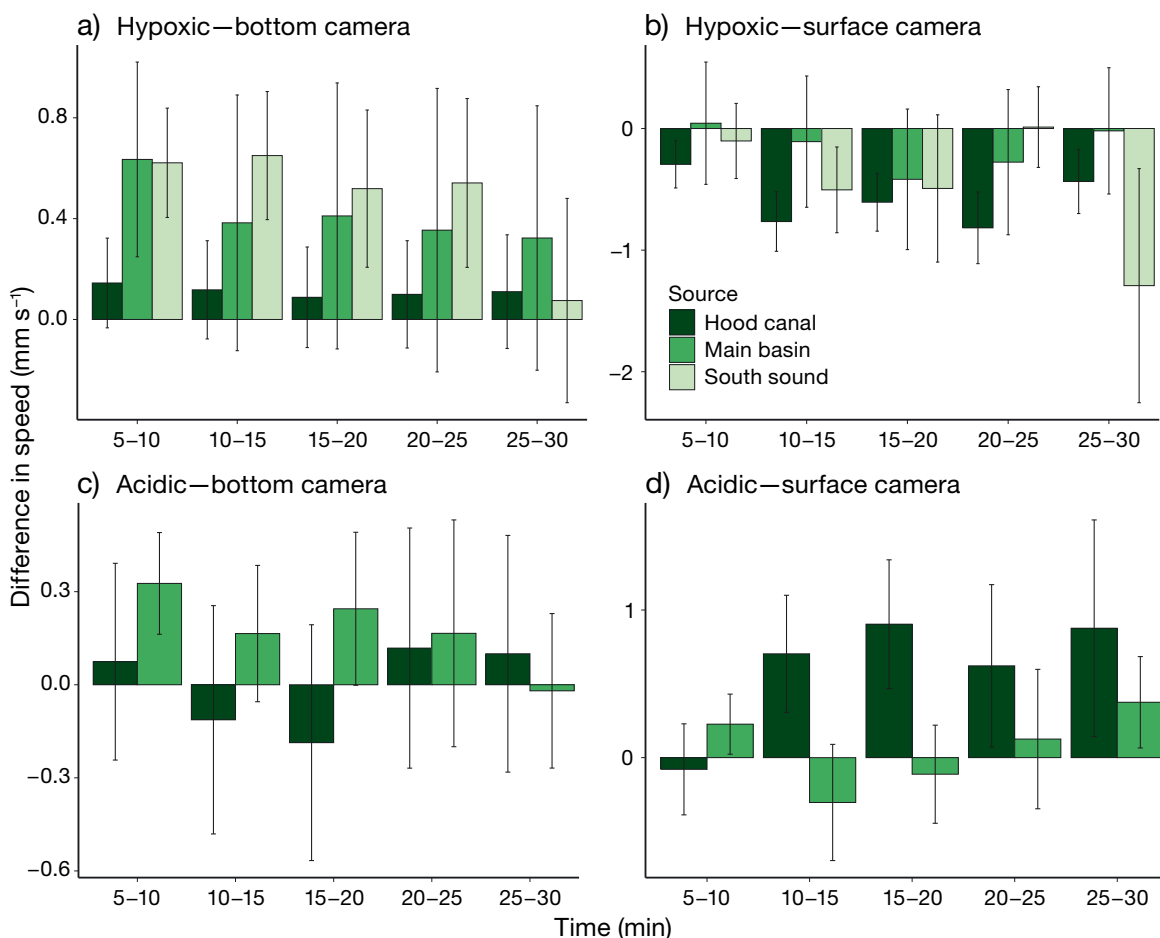 a) Hypoxic—bottom camera
b) Hypoxic—surface camera
0.8
0.4
0.0
0
−1
−2
Source
Hood canal
Main basin
South sound
5−10 10−15 15−20 20−25 25−30
5−10 10−15 15−20 20−25 25−30
Difference in speed (mm s⁻¹)
c) Acidic—bottom camera
d) Acidic—surface camera
0.3
0.0
−0.3
−0.6
1
0
5−10 10−15 15−20 20−25 25−30
5−10 10−15 15−20 20−25 25−30
Time (min)